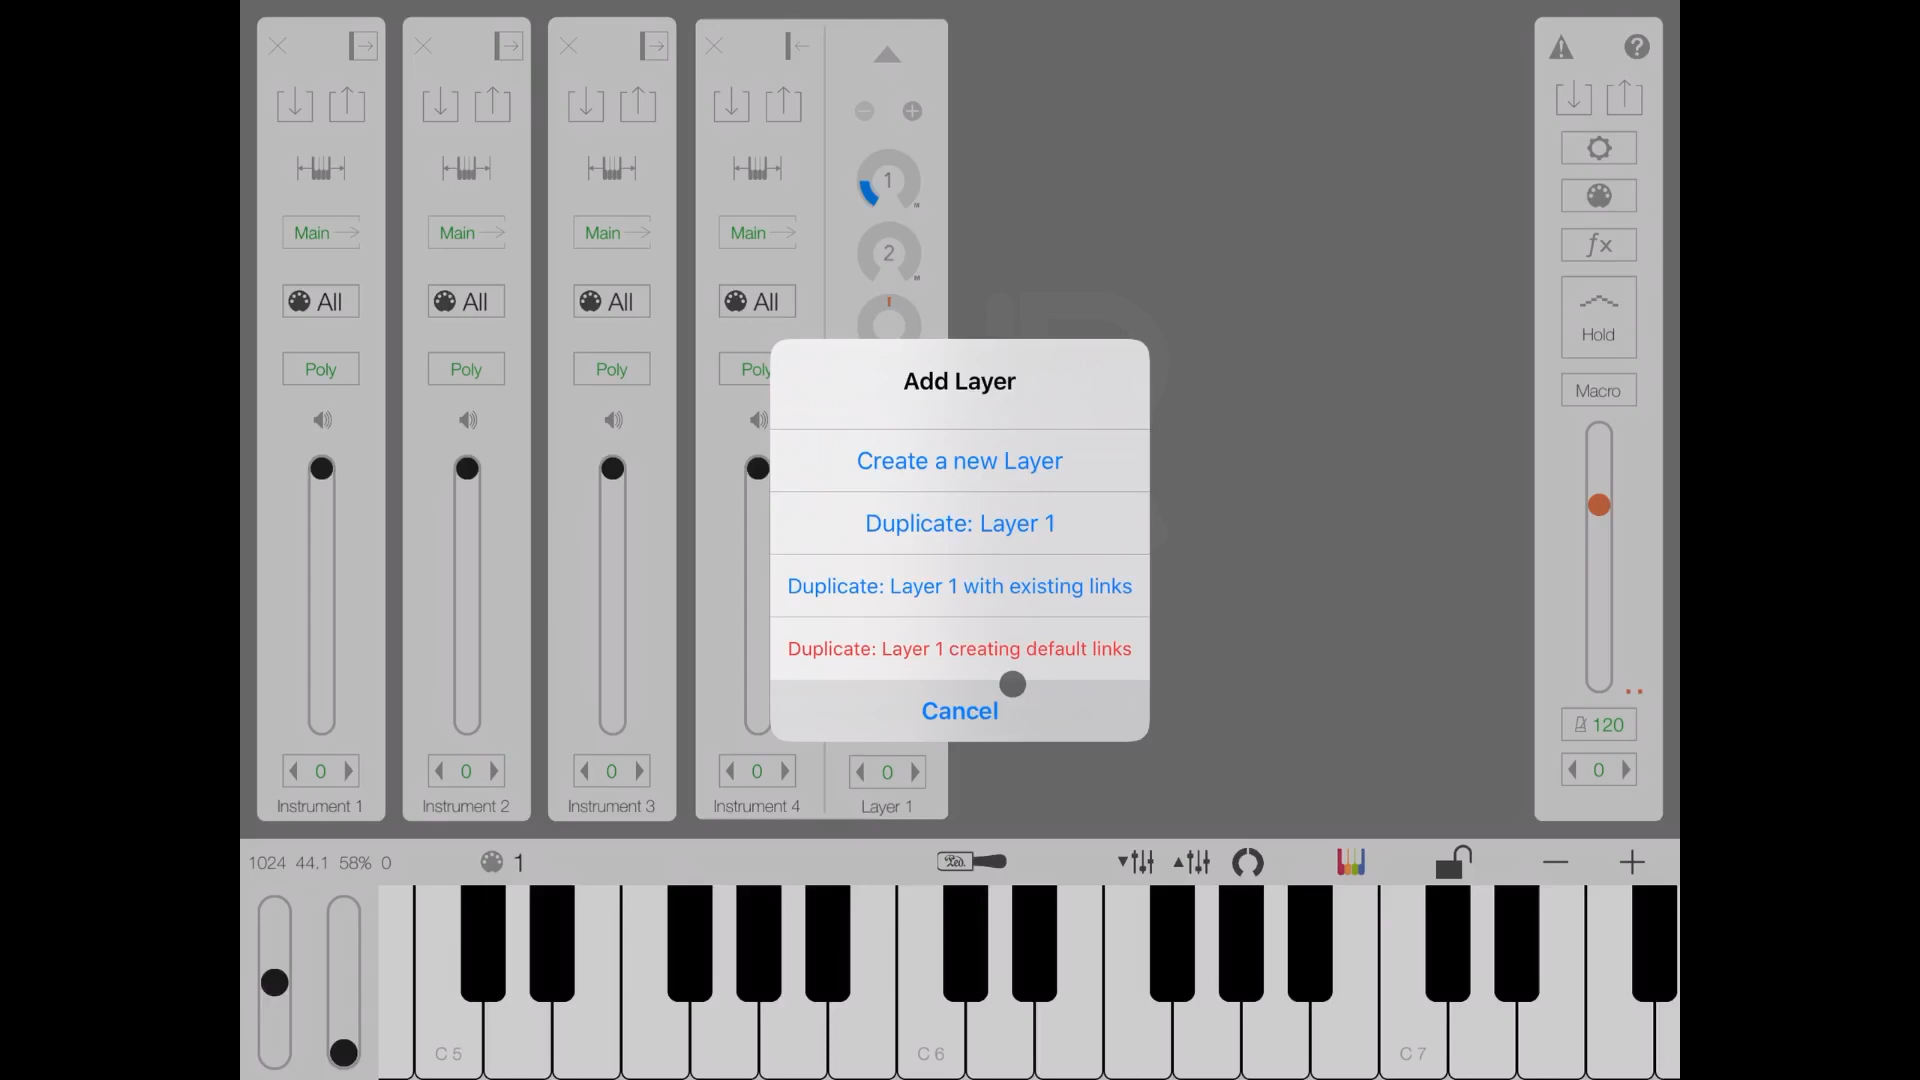 1
2
Main
Main
Main
Main
All
All
All
All
Hold
Poly
Poly
Poly
Poly
Macro
Add Layer
Create a new Layer
Duplicate: Layer 1
Duplicate: Layer 1 with existing links
Duplicate: Layer 1 creating default links
Cancel
120
0
0
0
0
0
0
Instrument 1
Instrument 2
Instrument 3
Instrument 4
Layer 1
1024 44.1 58% 0
1
C 5
C 6
C 7